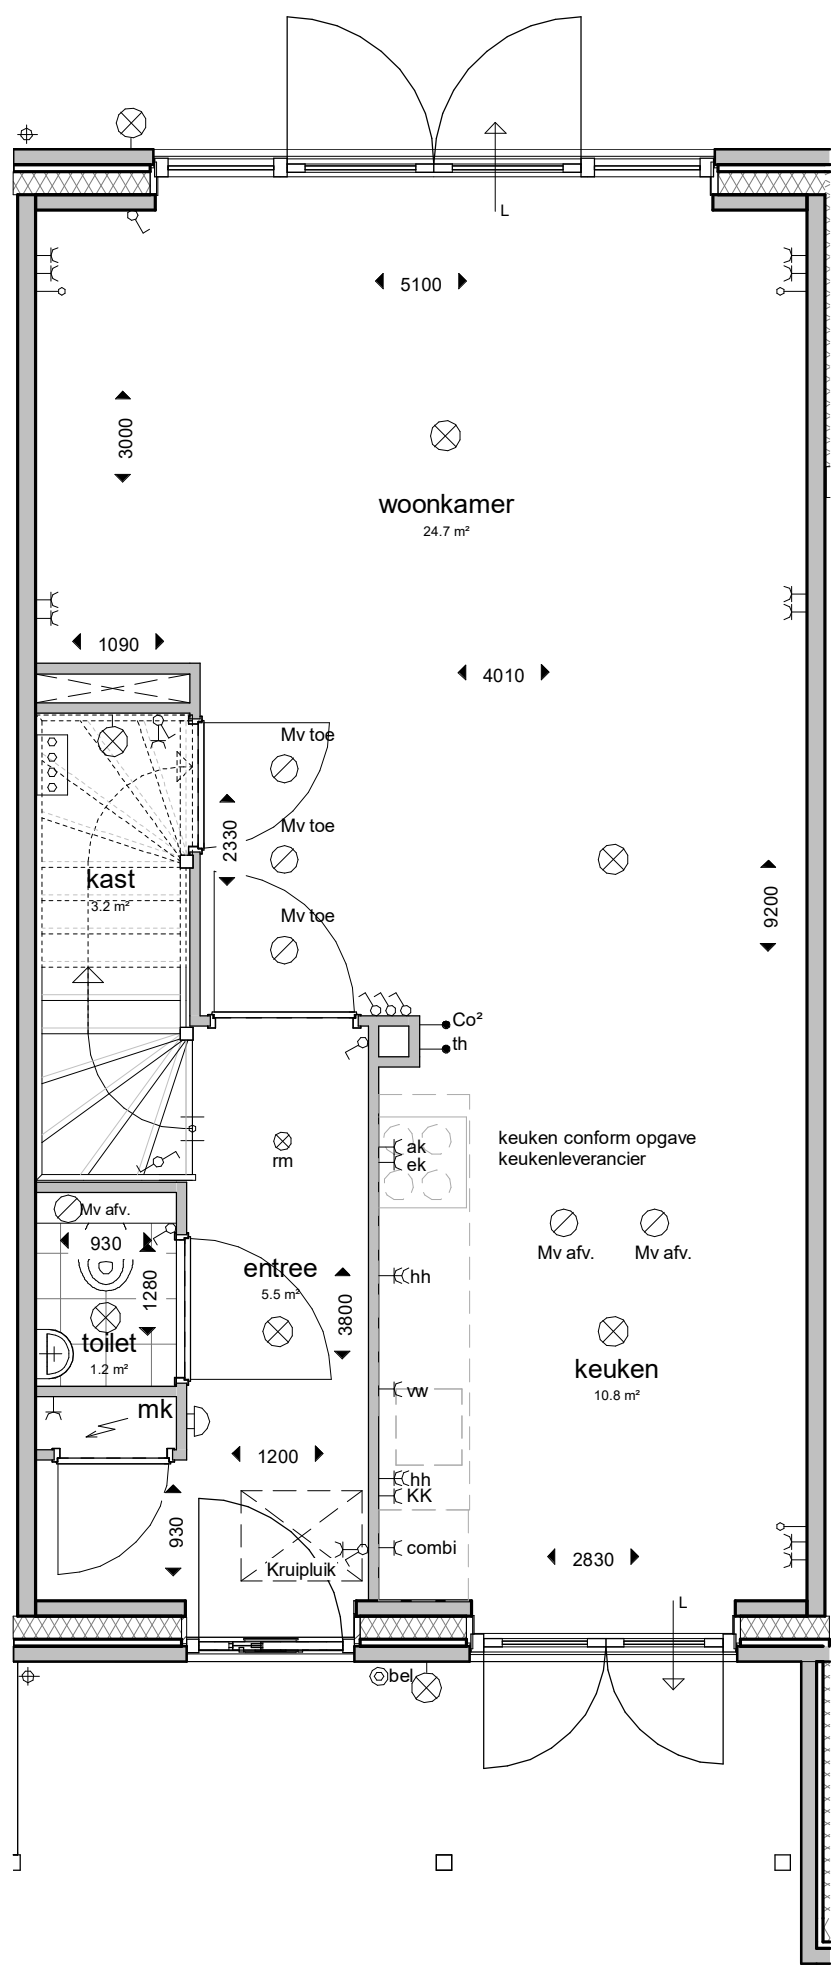 L
5100
3000
woonkamer
24.7 m²
1090
4010
Mv toe
2330
Mv toe
kast
3.2 m²
9200
Mv toe
Co²
th
keuken conform opgave
keukenleverancier
ak
ek
rm
Mv afv.
930
1280
Mv afv.
Mv afv.
entree
5.5 m²
hh
3800
toilet
1.2 m²
keuken
10.8 m²
vw
mk
1200
hh
KK
930
combi
2830
Kruipluik
L
bel